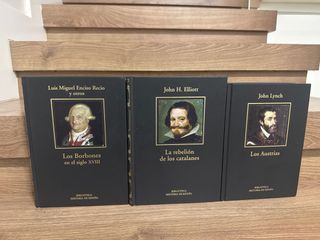 Luis Miguel Enciso Recio
y otros
Los Borbones
en el siglo XVIII
BIBLIOTECA
HISTORIA DE ESPAÑA
John H. Elliott
La rebelión
de los catalanes
BIBLIOTECA
HISTORIA DE ESPAÑA
John Lynch
Los Austrias
BIBLIOTECA
HISTORIA DE ESPAÑA